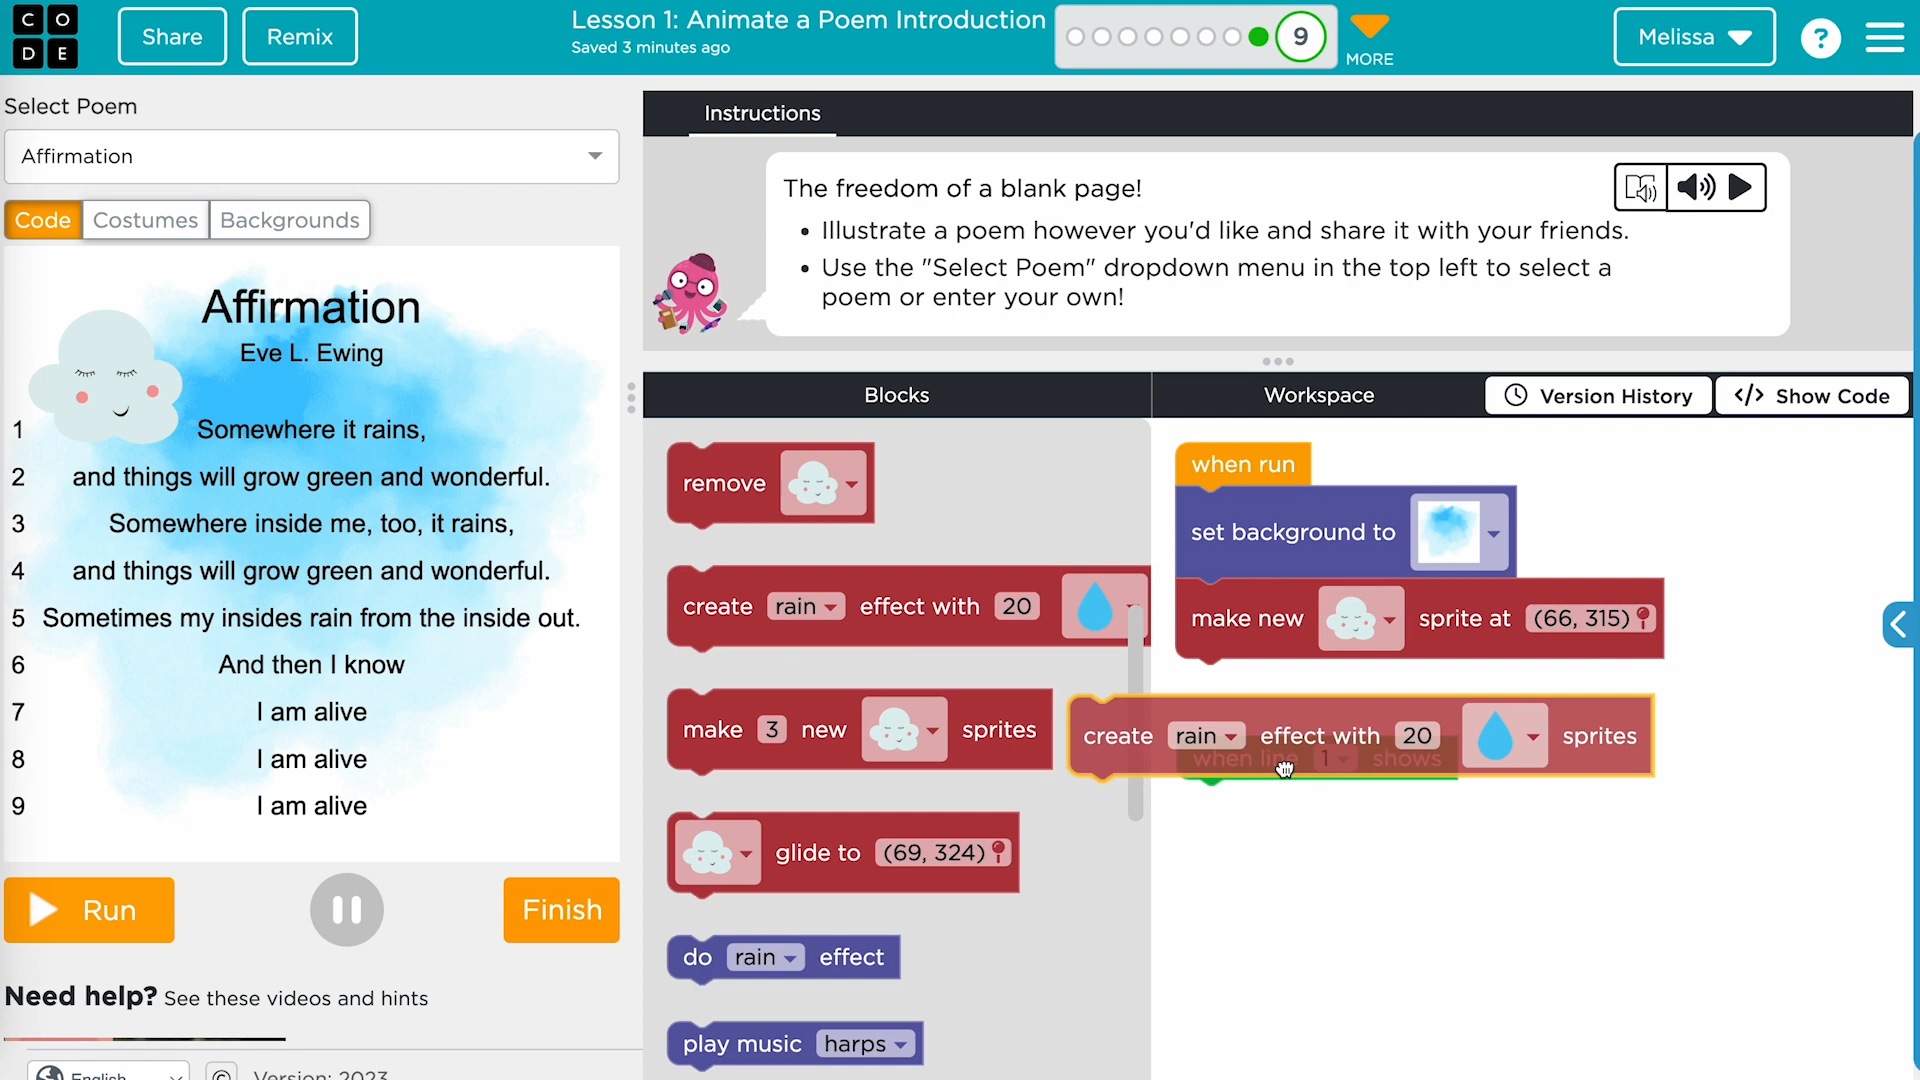 C O D E
Share
Remix
Lesson 1: Animate a Poem Introduction
Saved 3 minutes ago
9
MORE
Melissa
?
Select Poem
Affirmation
Code
Costumes
Backgrounds
Affirmation
Eve L. Ewing
1 Somewhere it rains,
2 and things will grow green and wonderful.
3 Somewhere inside me, too, it rains,
4 and things will grow green and wonderful.
5 Sometimes my insides rain from the inside out.
6 And then I know
7 I am alive
8 I am alive
9 I am alive
Run
Finish
Need help? See these videos and hints
English
©
Version: 2023
Instructions
The freedom of a blank page!
• Illustrate a poem however you'd like and share it with your friends.
• Use the "Select Poem" dropdown menu in the top left to select a
poem or enter your own!
Blocks
Workspace
Version History
</> Show Code
remove
create rain effect with 20
make 3 new sprites
glide to (69, 324)
do rain effect
play music harps
when run
set background to
make new sprite at (66, 315)
create rain effect with 20 sprites
when line 1 shows